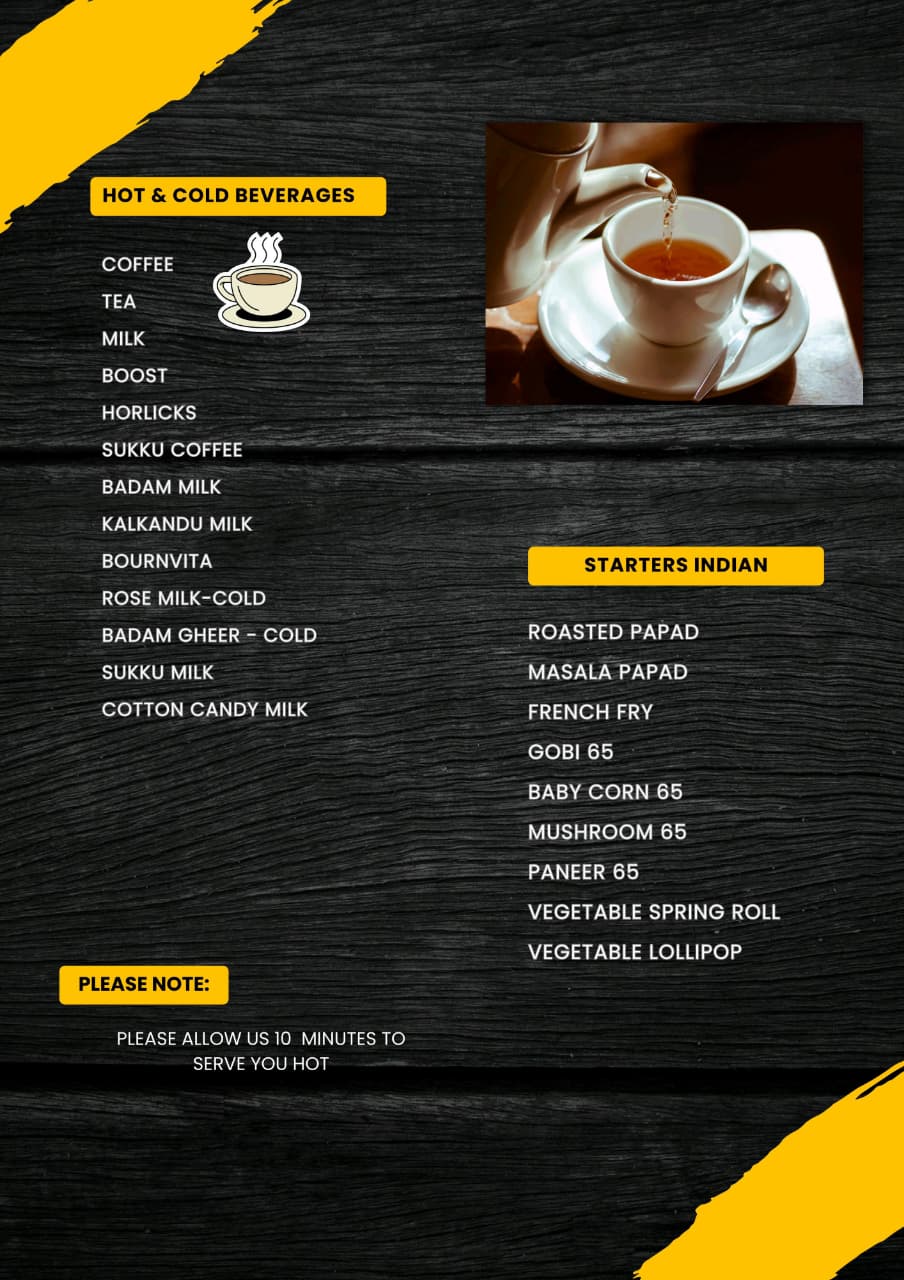 HOT & COLD BEVERAGES
COFFEE
TEA
MILK
BOOST
HORLICKS
SUKKU COFFEE
BADAM MILK
KALKANDU MILK
BOURNVITA
ROSE MILK-COLD
BADAM GHEER - COLD
SUKKU MILK
COTTON CANDY MILK
STARTERS INDIAN
ROASTED PAPAD
MASALA PAPAD
FRENCH FRY
GOBI 65
BABY CORN 65
MUSHROOM 65
PANEER 65
VEGETABLE SPRING ROLL
VEGETABLE LOLLIPOP
PLEASE NOTE:
PLEASE ALLOW US 10 MINUTES TO
SERVE YOU HOT